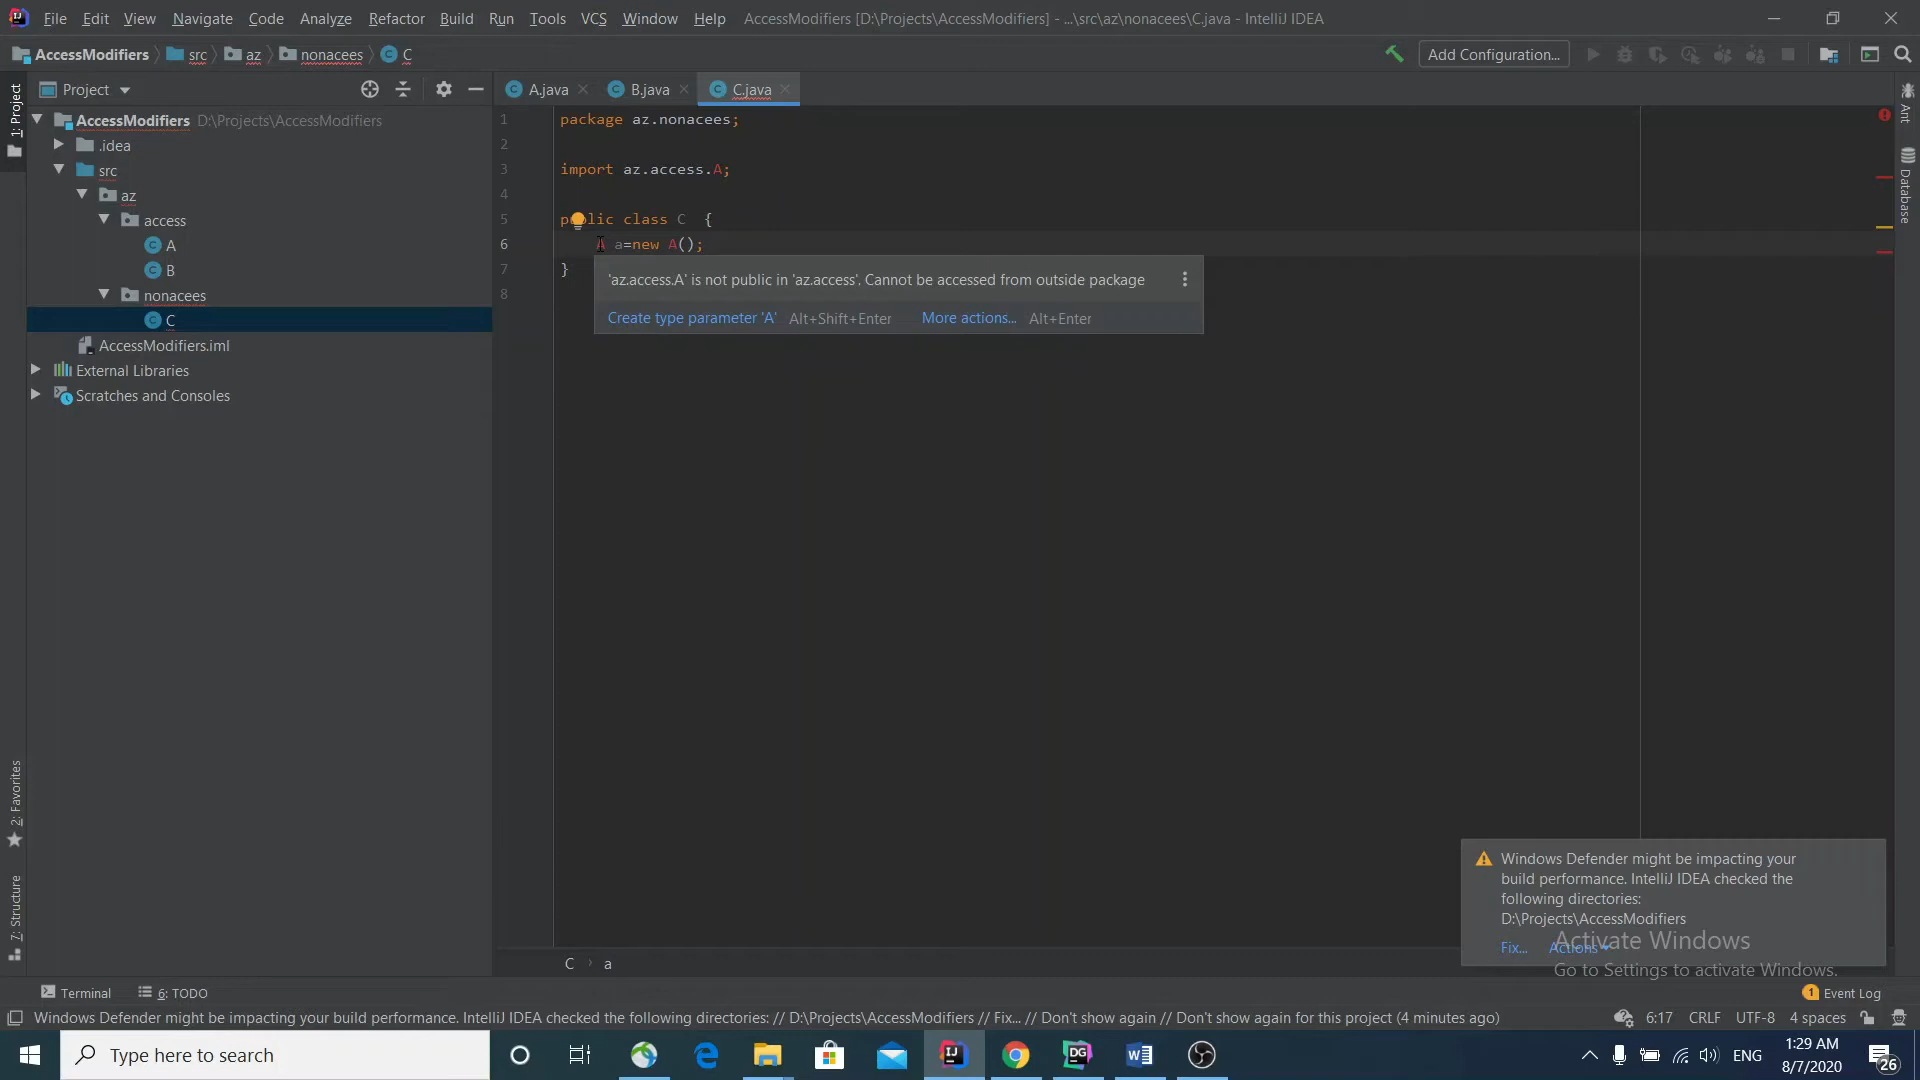 File Edit View Navigate Code Analyze Refactor Build Run Tools VCS Window Help AccessModifiers [D:\Projects\AccessModifiers] - ...\src\az\nonacees\C.java - IntelliJ IDEA
AccessModifiers src az nonacees C Add Configuration...
Project A.java B.java C.java
1: Project
AccessModifiers D:\Projects\AccessModifiers
.idea
src
az
access
A
B
nonacees
C
AccessModifiers.iml
External Libraries
Scratches and Consoles
1 package az.nonacees;
2
3 import az.access.A;
4
5 public class C {
6 A a=new A();
7 }
8
'az.access.A' is not public in 'az.access'. Cannot be accessed from outside package
Create type parameter 'A' Alt+Shift+Enter More actions... Alt+Enter
Ant
Database
2: Favorites
7: Structure
Windows Defender might be impacting your
build performance. IntelliJ IDEA checked the
following directories:
D:\Projects\AccessModifiers
Fix... Actions
Activate Windows
Go to Settings to activate Windows.
C a
Terminal 6: TODO 1 Event Log
Windows Defender might be impacting your build performance. IntelliJ IDEA checked the following directories: // D:\Projects\AccessModifiers // Fix... // Don't show again // Don't show again for this project (4 minutes ago) 6:17 CRLF UTF-8 4 spaces
Type here to search ENG 1:29 AM
8/7/2020 26